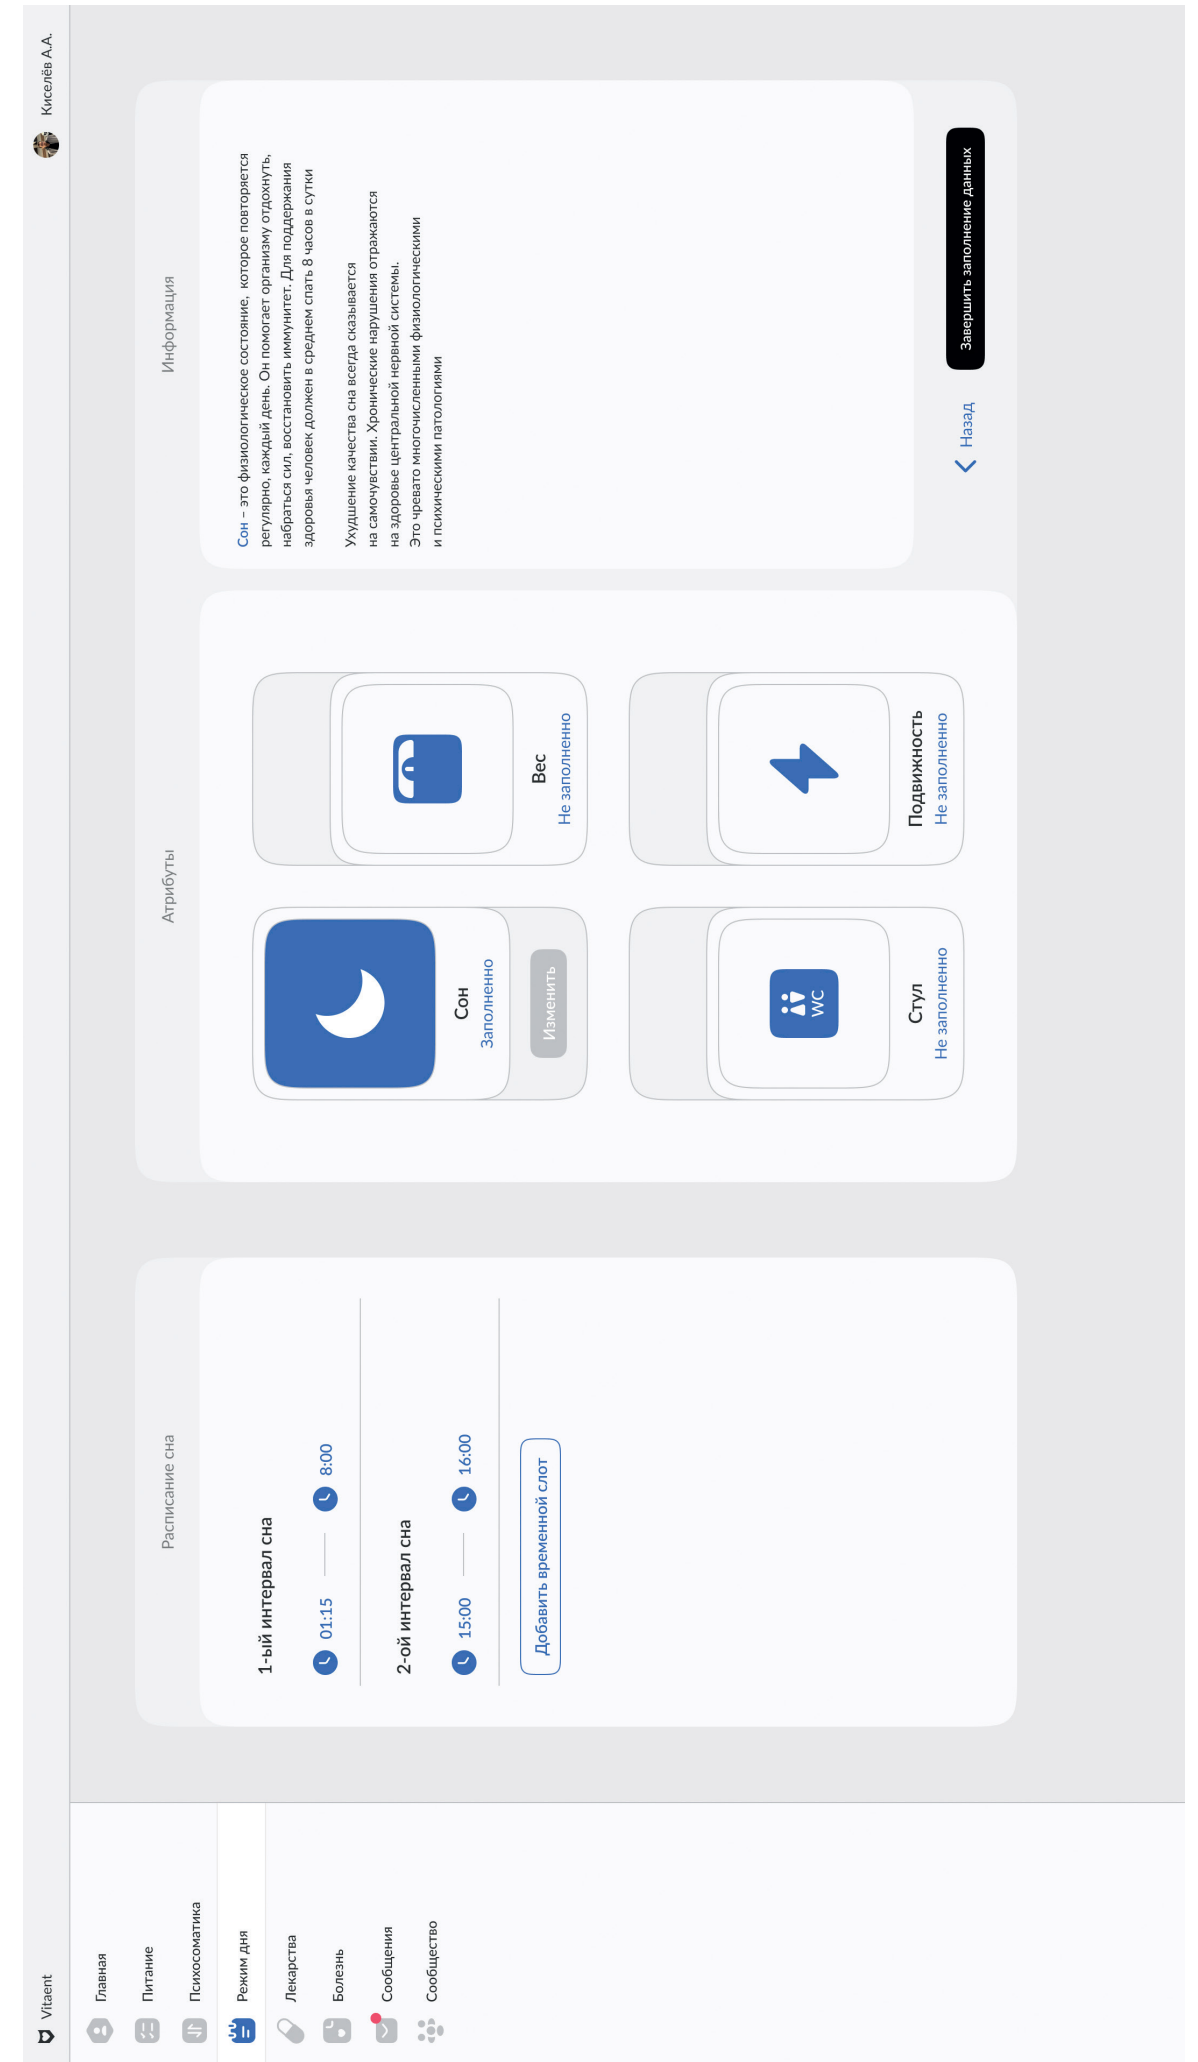 Vitaent
Киселёв А.А.
Главная
Питание
Психосоматика
Режим дня
Лекарства
Болезнь
Сообщения
Сообщество
Расписание сна
1-ый интервал сна
01:15 8:00
2-ой интервал сна
15:00 16:00
Добавить временной слот
Атрибуты
Сон
Заполненно
Изменить
Вес
Не заполненно
WC
Стул
Не заполненно
Подвижность
Не заполненно
Информация
Сон – это физиологическое состояние, которое повторяется
регулярно, каждый день. Он помогает организму отдохнуть,
набраться сил, восстановить иммунитет. Для поддержания
здоровья человек должен в среднем спать 8 часов в сутки
Ухудшение качества сна всегда сказывается
на самочувствии. Хронические нарушения отражаются
на здоровье центральной нервной системы.
Это чревато многочисленными физиологическими
и психическими патологиями
Назад
Завершить заполнение данных